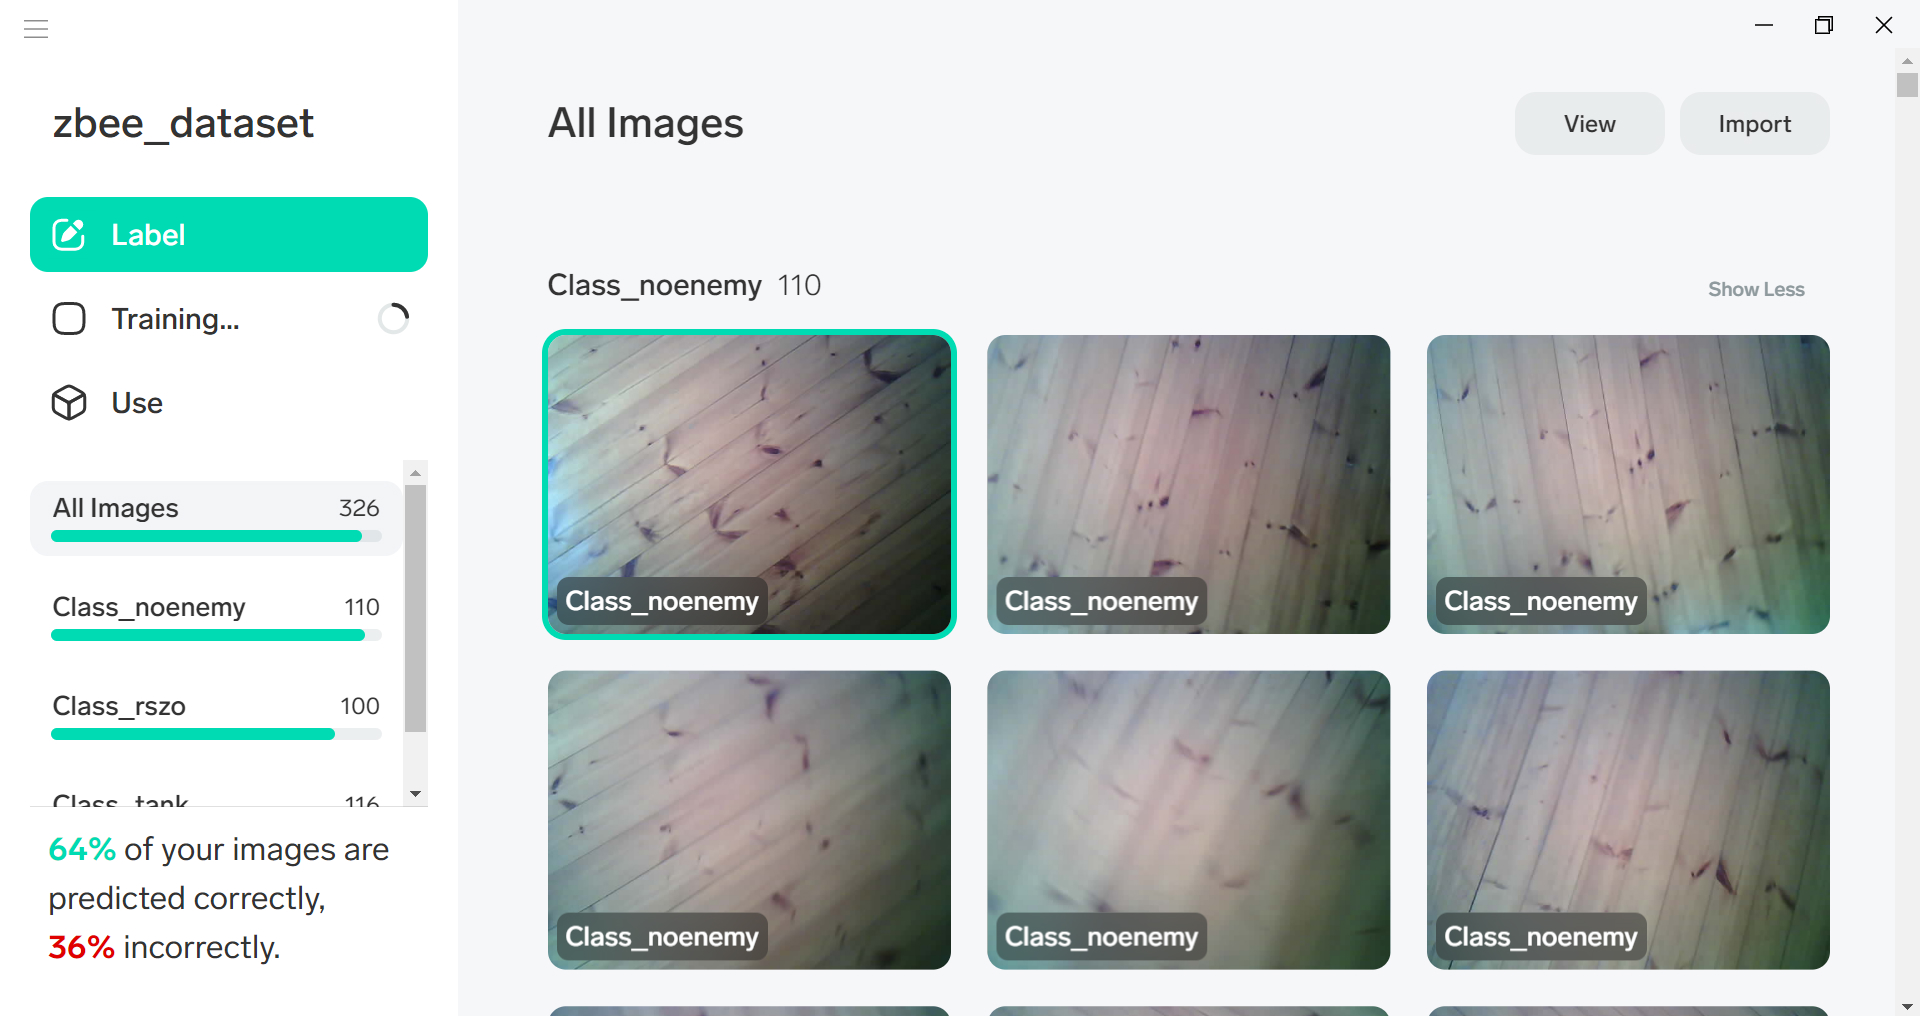 zbee_dataset
Label
Training...
Use
All Images 326
Class_noenemy 110
Class_rszo 100
Class_tank 116
64% of your images are
predicted correctly,
36% incorrectly.
All Images
View
Import
Class_noenemy 110
Show Less
Class_noenemy
Class_noenemy
Class_noenemy
Class_noenemy
Class_noenemy
Class_noenemy